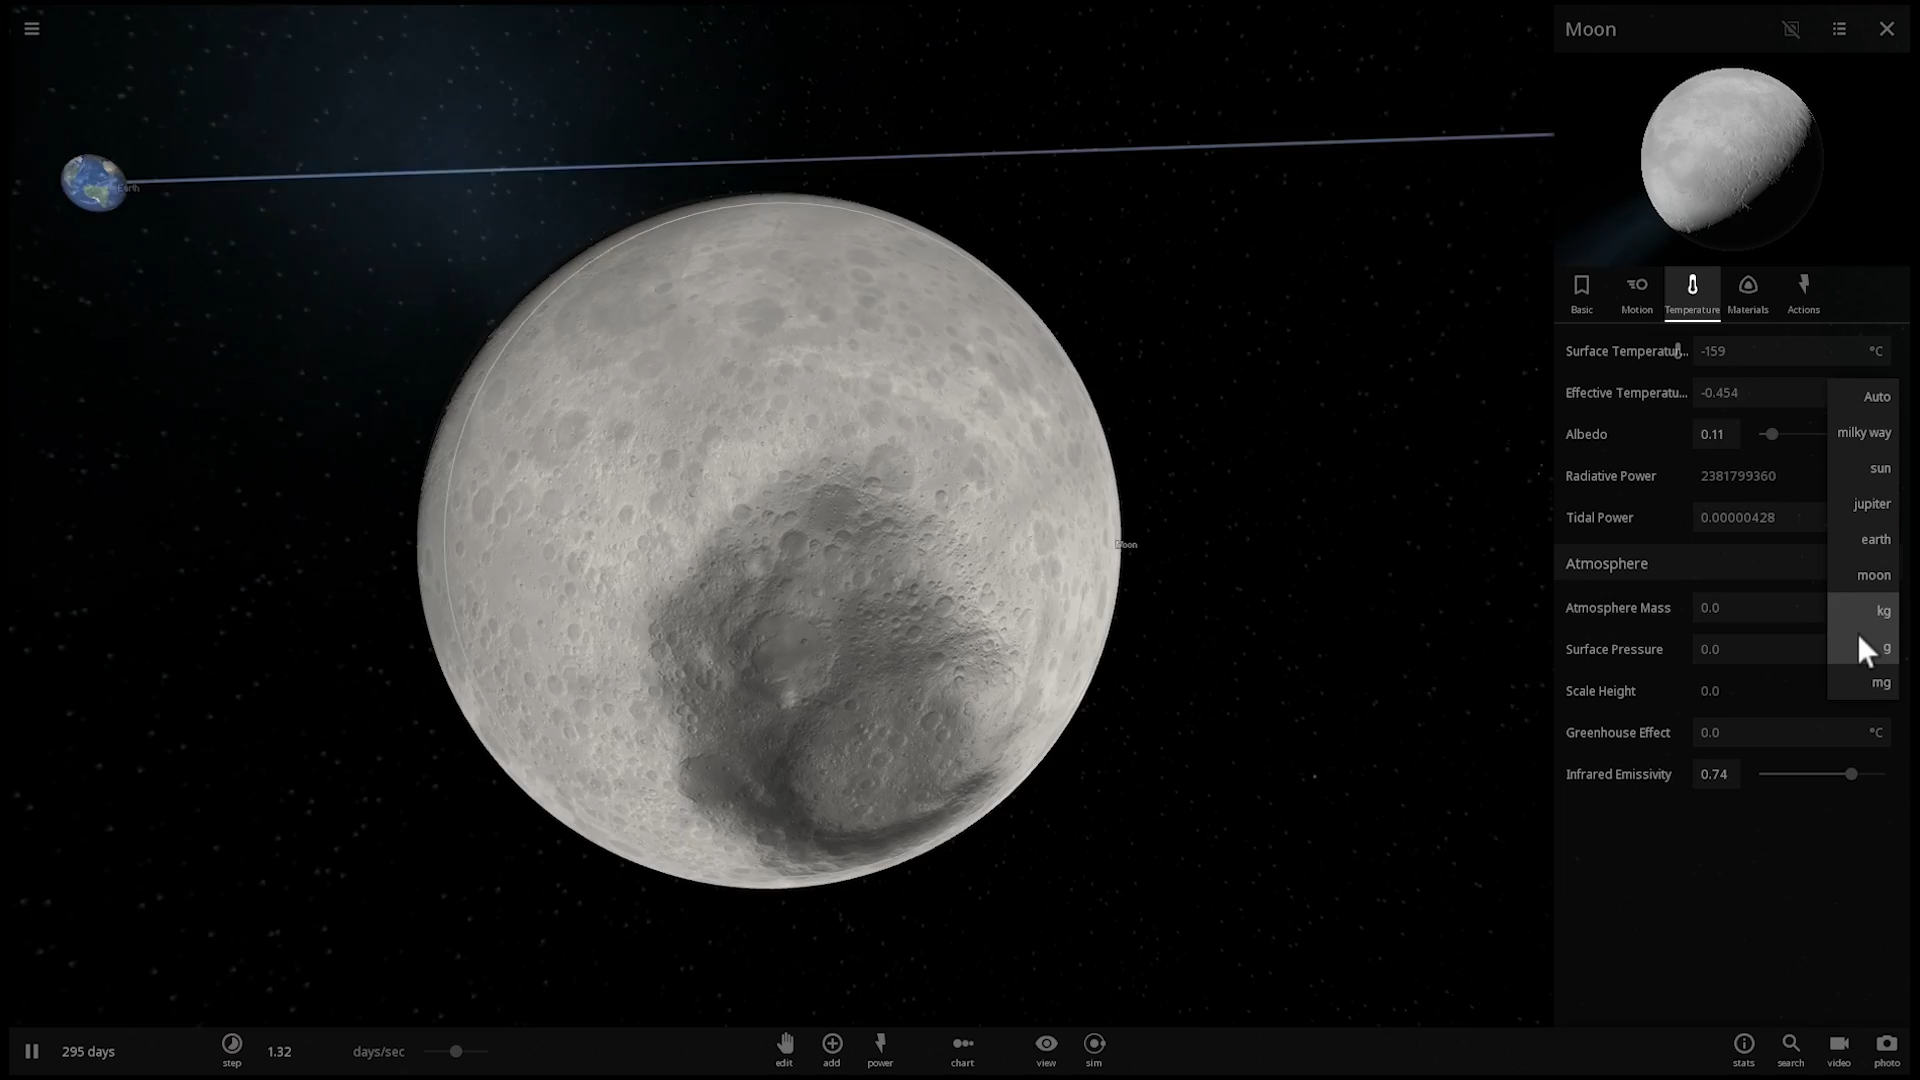 Moon
Earth
Moon
Basic
Motion
Temperature
Materials
Actions
Surface Temperatur... -159 °C
Effective Temperatu... -0.454
Albedo 0.11
Radiative Power 2381799360
Tidal Power 0.00000428
Atmosphere
Atmosphere Mass 0.0
Surface Pressure 0.0
Scale Height 0.0
Greenhouse Effect 0.0 °C
Infrared Emissivity 0.74
Auto
milky way
sun
jupiter
earth
moon
kg
g
mg
295 days
step
1.32 days/sec
edit
add
power
chart
view
sim
stats
search
video
photo